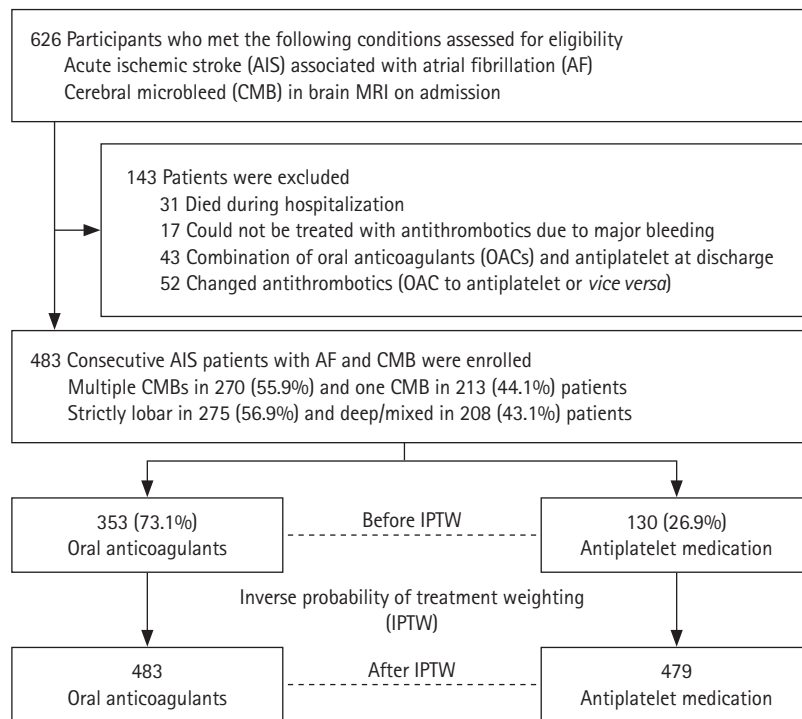 626 Participants who met the following conditions assessed for eligibility
Acute ischemic stroke (AIS) associated with atrial fibrillation (AF)
Cerebral microbleed (CMB) in brain MRI on admission
143 Patients were excluded
31 Died during hospitalization
17 Could not be treated with antithrombotics due to major bleeding
43 Combination of oral anticoagulants (OACs) and antiplatelet at discharge
52 Changed antithrombotics (OAC to antiplatelet or vice versa)
483 Consecutive AIS patients with AF and CMB were enrolled
Multiple CMBs in 270 (55.9%) and one CMB in 213 (44.1%) patients
Strictly lobar in 275 (56.9%) and deep/mixed in 208 (43.1%) patients
353 (73.1%)
Oral anticoagulants
Before IPTW
130 (26.9%)
Antiplatelet medication
Inverse probability of treatment weighting
(IPTW)
483
Oral anticoagulants
After IPTW
479
Antiplatelet medication